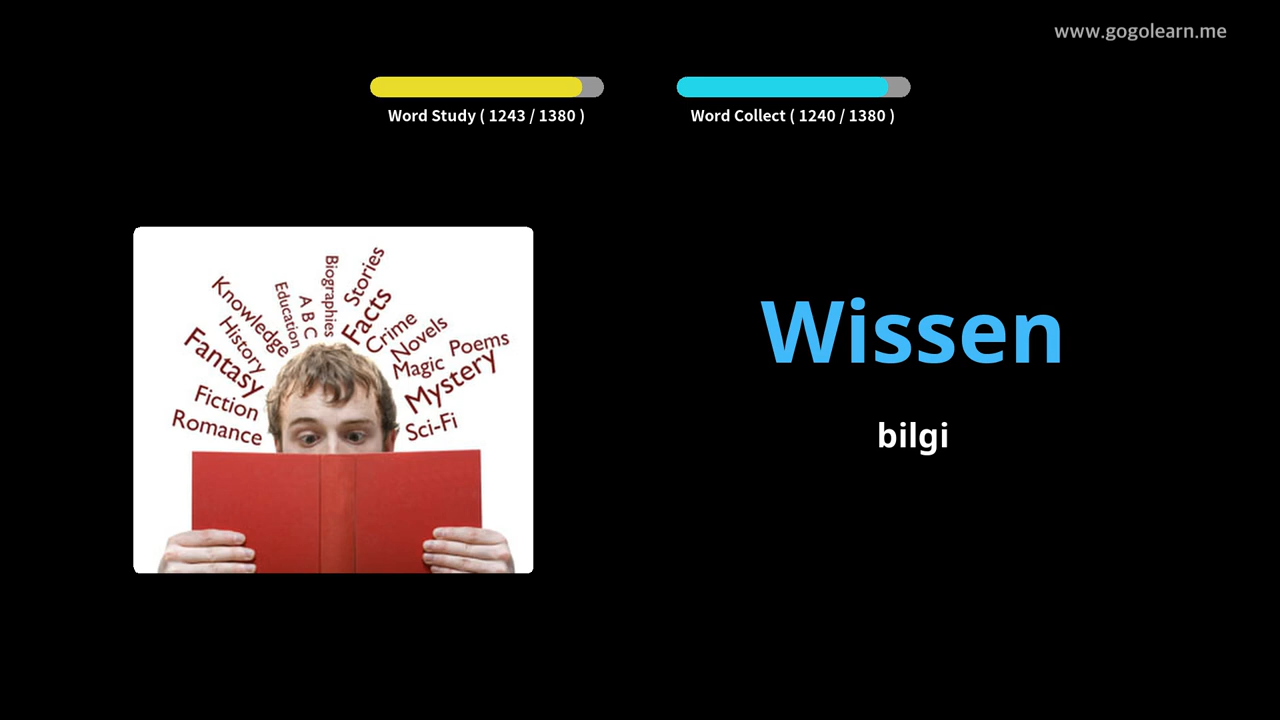 www.gogolearn.me
Word Study ( 1243 / 1380 )
Word Collect ( 1240 / 1380 )
Romance
Fiction
Fantasy
History
Knowledge
Education
A B C
Biographies
Stories
Facts
Crime
Novels
Magic
Poems
Mystery
Sci-Fi
Wissen
bilgi